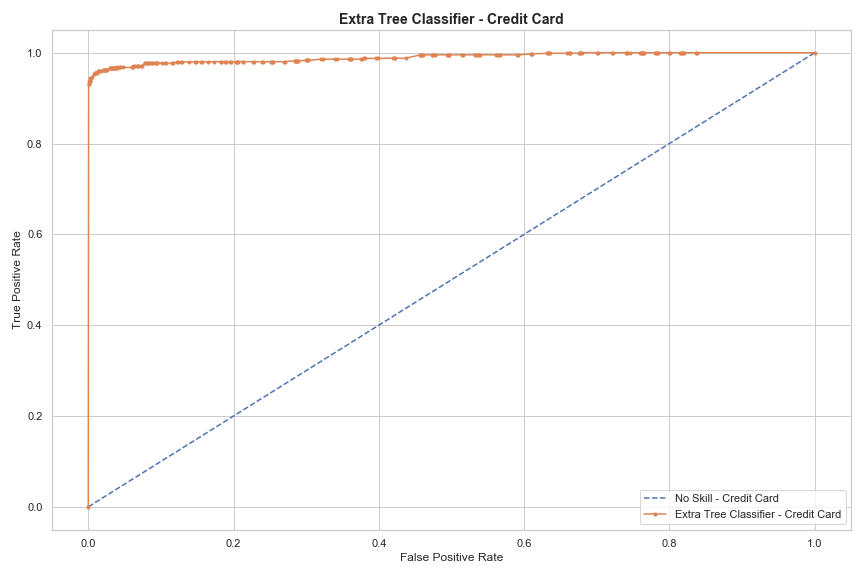 Extra Tree Classifier - Credit Card
True Positive Rate
1.0
0.8
0.6
0.4
0.2
0.0
0.0 0.2 0.4 0.6 0.8 1.0
False Positive Rate
No Skill - Credit Card
Extra Tree Classifier - Credit Card